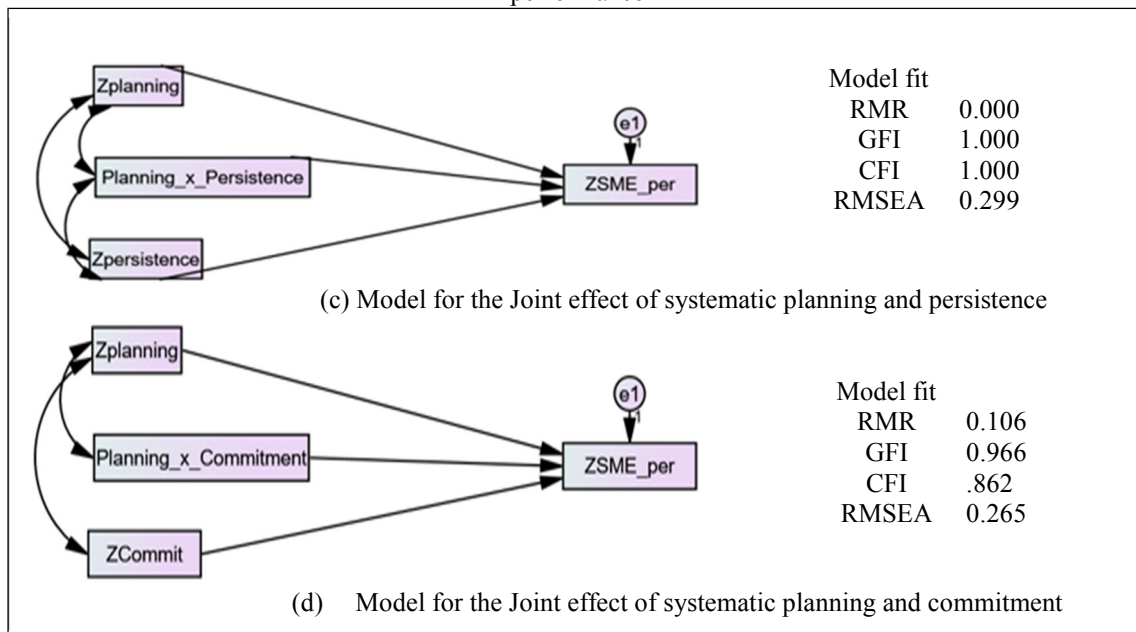 Zplanning
Planning_x_Persistence
Zpersistence
e1
1
ZSME_per
Model fit
RMR 0.000
GFI 1.000
CFI 1.000
RMSEA 0.299
(c) Model for the Joint effect of systematic planning and persistence
Zplanning
Planning_x_Commitment
ZCommit
e1
1
ZSME_per
Model fit
RMR 0.106
GFI 0.966
CFI .862
RMSEA 0.265
(d) Model for the Joint effect of systematic planning and commitment